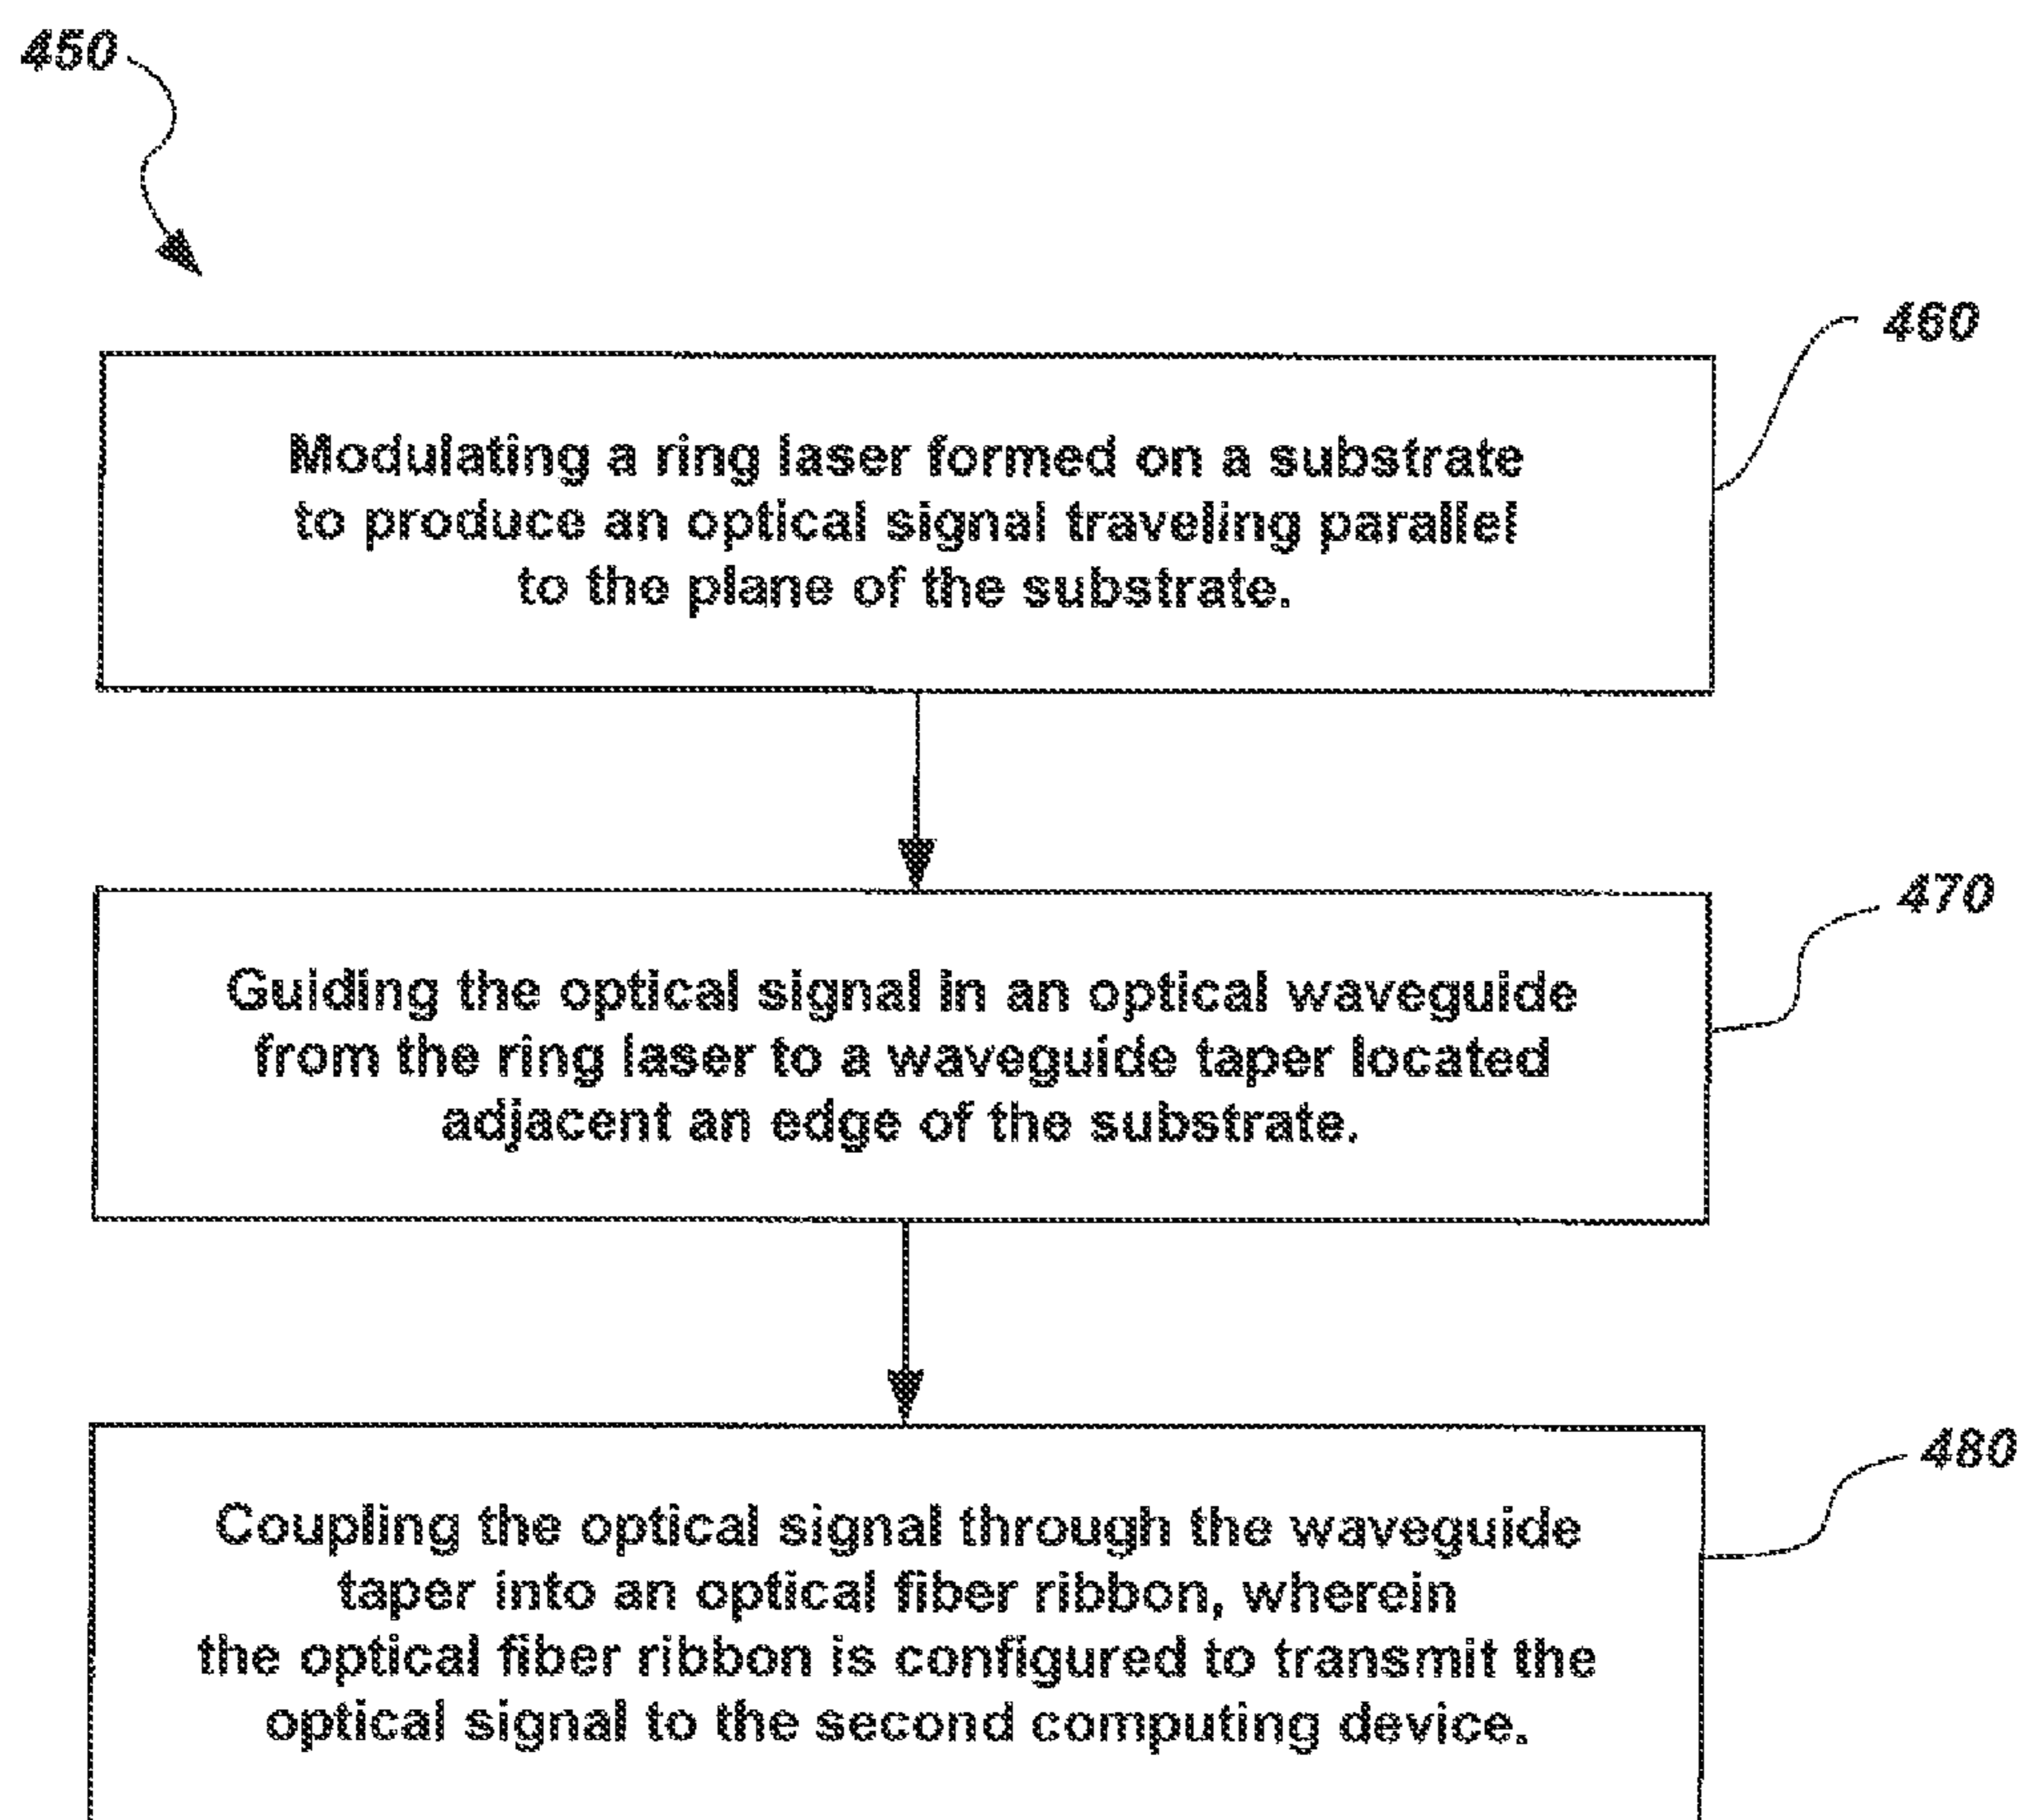 450
460
Modulating a ring laser formed on a substrate
to produce an optical signal traveling parallel
to the plane of the substrate.
470
Guiding the optical signal in an optical waveguide
from the ring laser to a waveguide taper located
adjacent an edge of the substrate.
480
Coupling the optical signal through the waveguide
taper into an optical fiber ribbon, wherein
the optical fiber ribbon is configured to transmit the
optical signal to the second computing device.